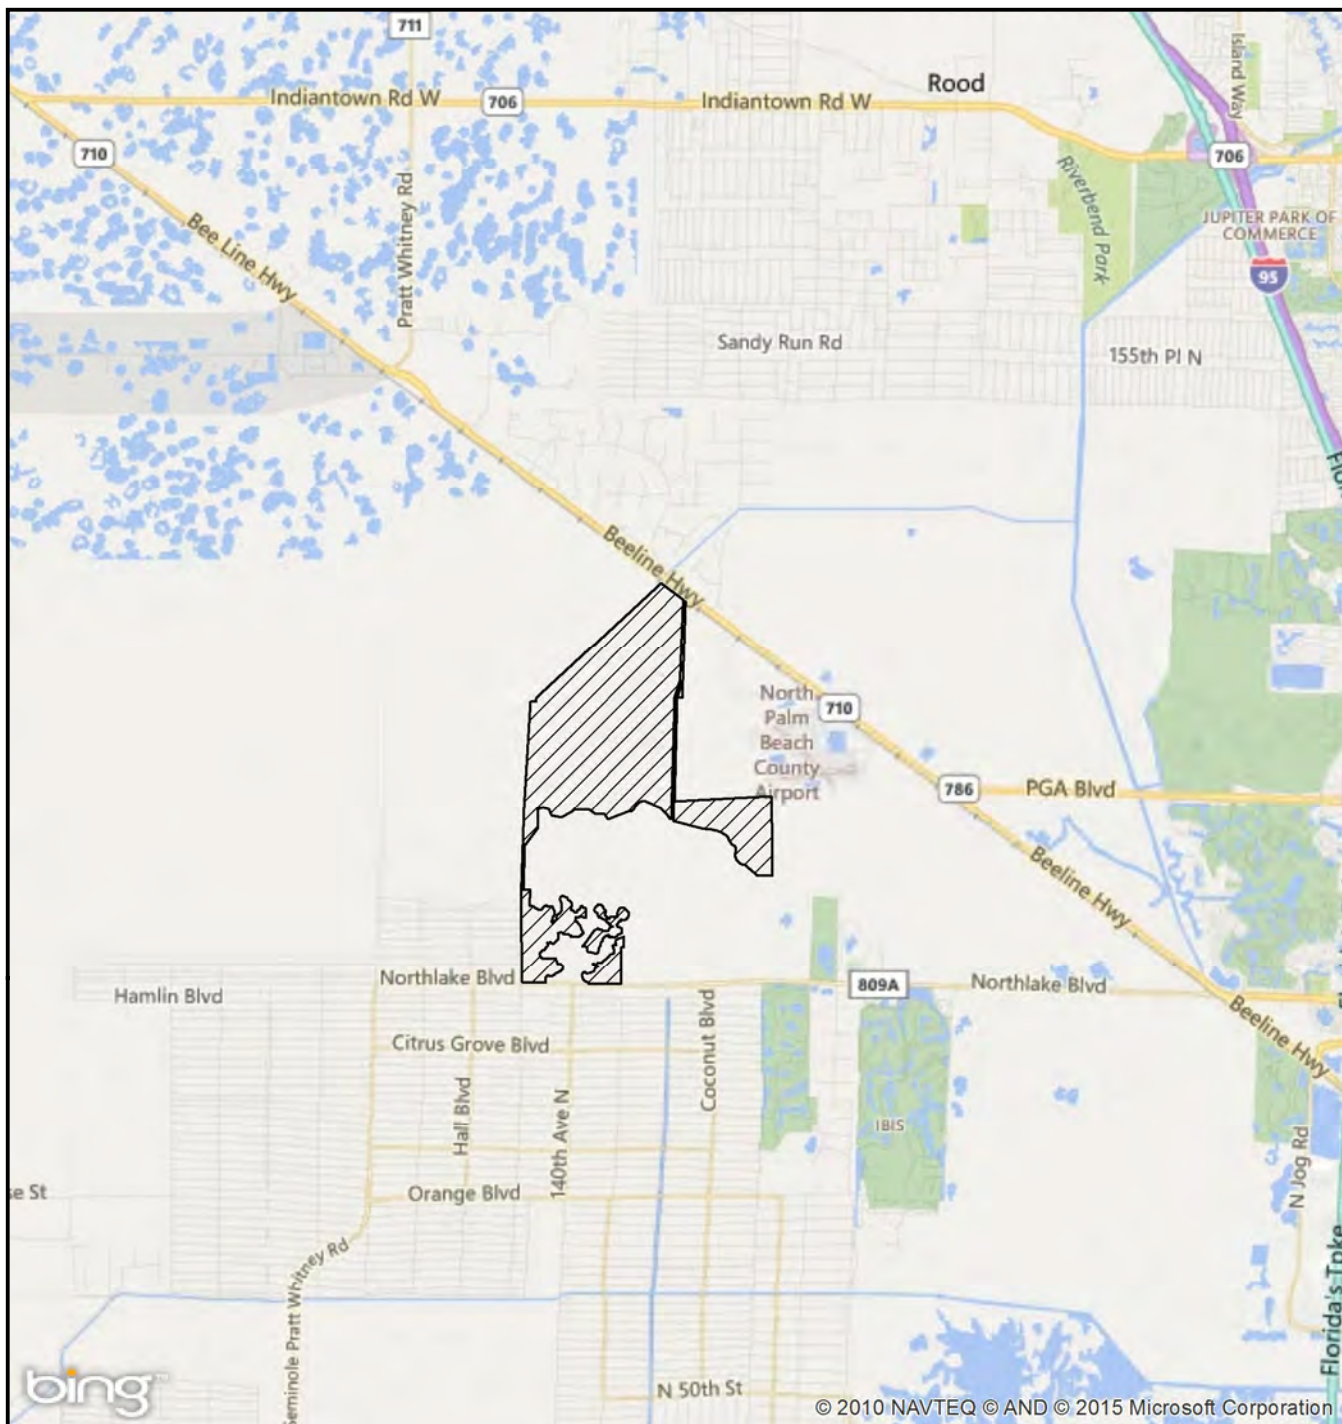 711
Indiantown Rd W
706
Indiantown Rd W
Rood
Island Way
710
706
Pratt Whitney Rd
Riverbend Park
JUPITER PARK OF
COMMERCE
Bee Line Hwy
95
Sandy Run Rd
155th Pl N
Beeline Hwy
North
Palm
Beach
County
Airport
710
786
PGA Blvd
Beeline Hwy
Northlake Blvd
809A
Northlake Blvd
Hamlin Blvd
Beeline Hwy
Citrus Grove Blvd
Coconut Blvd
Hall Blvd
140th Ave N
IBIS
N Jog Rd
se St
Orange Blvd
Seminole Pratt Whitney Rd
Florida's Tpke
bing
N 50th St
© 2010 NAVTEQ © AND © 2015 Microsoft Corporation